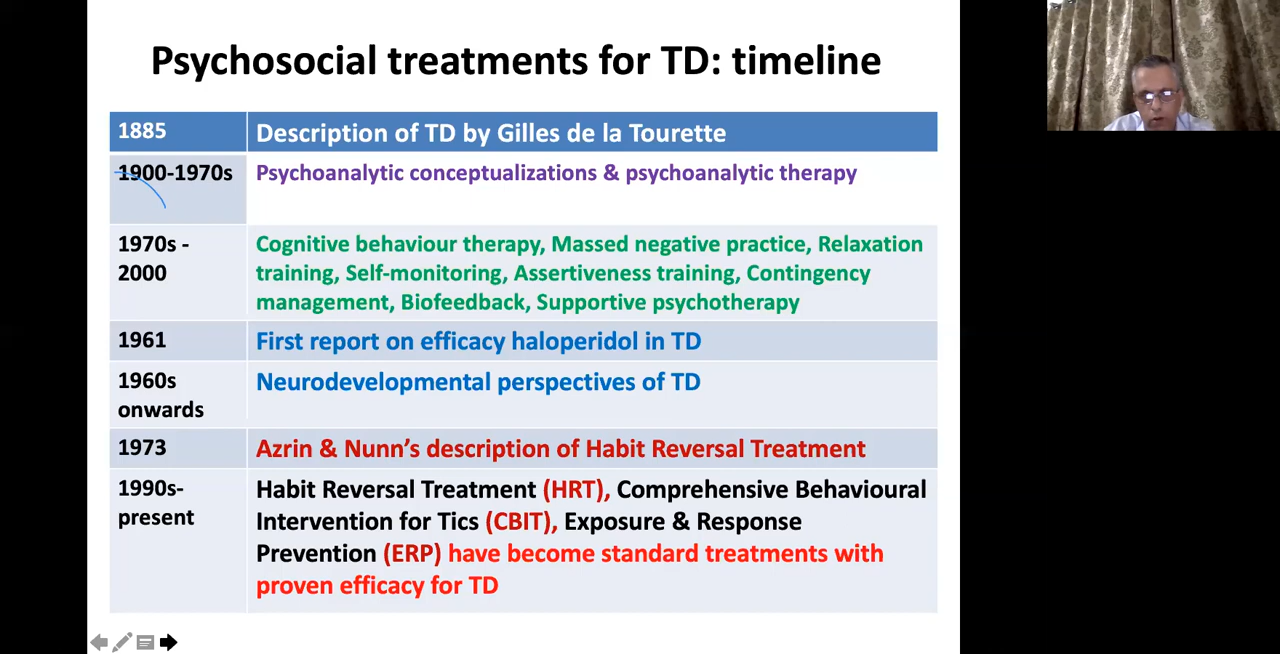 Psychosocial treatments for TD: timeline
1885
Description of TD by Gilles de la Tourette
1900-1970s
Psychoanalytic conceptualizations & psychoanalytic therapy
1970s -
2000
Cognitive behaviour therapy, Massed negative practice, Relaxation
training, Self-monitoring, Assertiveness training, Contingency
management, Biofeedback, Supportive psychotherapy
1961
First report on efficacy haloperidol in TD
1960s
onwards
Neurodevelopmental perspectives of TD
1973
Azrin & Nunn's description of Habit Reversal Treatment
1990s-
present
Habit Reversal Treatment (HRT), Comprehensive Behavioural
Intervention for Tics (CBIT), Exposure & Response
Prevention (ERP) have become standard treatments with
proven efficacy for TD